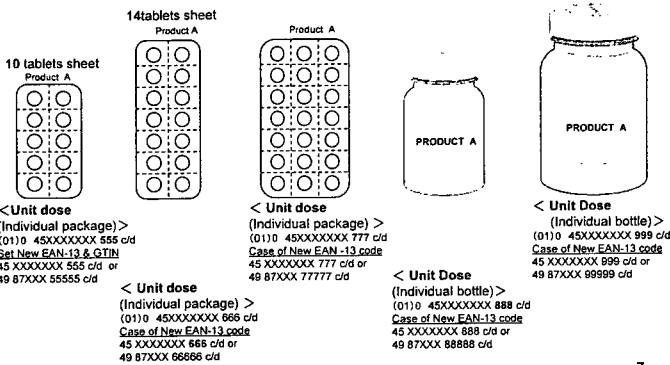 14tablets sheet
Product A
Product A
10 tablets sheet
Product A
PRODUCT A
PRODUCT A
<Unit dose
(Individual package)>
(01)0 45XXXXXXX 555 c/d
Set New EAN-13 & GTIN
45 XXXXXXX 555 c/d or
49 87XXX 55555 c/d
<Unit dose
(Individual package) >
(01)0 45XXXXXXX 666 c/d
Case of New EAN-13 code
45 XXXXXXX 666 c/d or
49 87XXX 66666 c/d
< Unit dose
(Individual package) >
(01)0 45XXXXXXX 777 c/d
Case of New EAN -13 code
45 XXXXXXX 777 c/d or
49 87XXX 77777 c/d
< Unit Dose
(Individual bottle)>
(01)0 45XXXXXXX 888 c/d
Case of New EAN-13 code
45 XXXXXXX 888 c/d or
49 87XXX 88888 c/d
< Unit Dose
(Individual bottle)>
(01)0 45XXXXXXX 999 c/d
Case of New EAN-13 code
45 XXXXXXX 999 c/d or
49 87XXX 99999 c/d